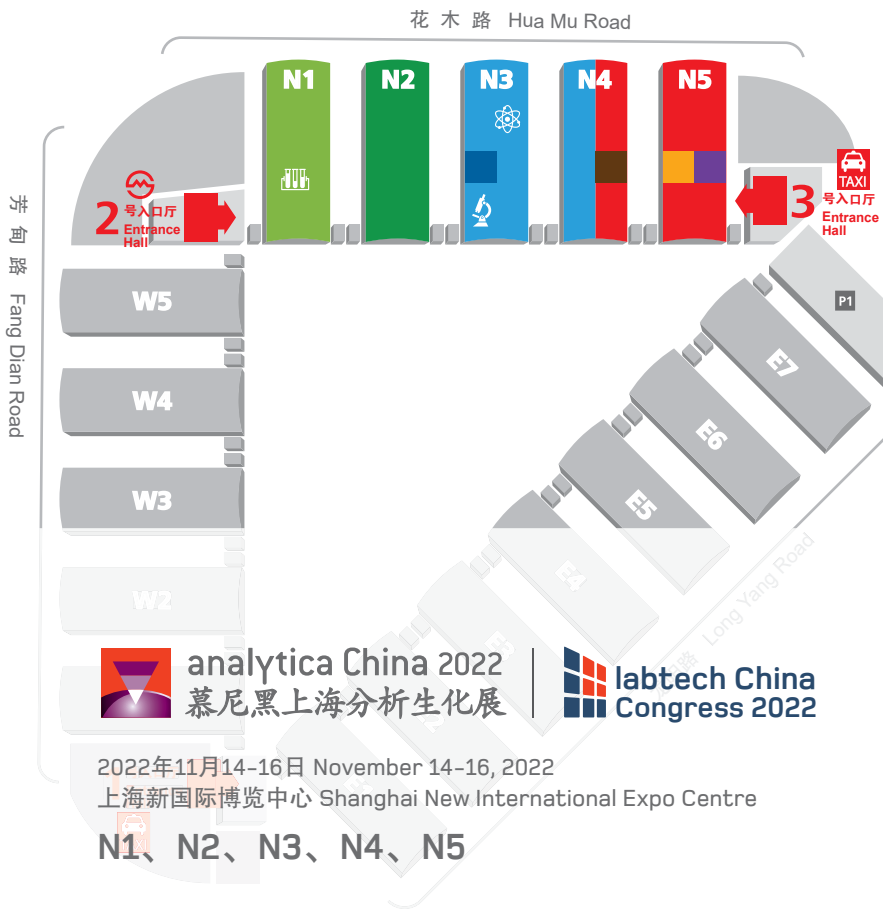 花木路 Hua Mu Road
N1
N2
N3
N4
N5
芳甸路 Fang Dian Road
2 号入口厅
Entrance
Hall
3 号入口厅
Entrance
Hall
TAXI
P1
W5
W4
W3
W2
E7
E6
E5
E4
Long Yang Road
analytica China 2022
慕尼黑上海分析生化展
labtech China
Congress 2022
2022年11月14-16日 November 14-16, 2022
上海新国际博览中心 Shanghai New International Expo Centre
N1、N2、N3、N4、N5